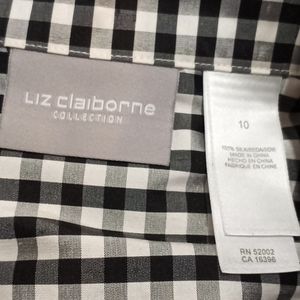 Liz claiborne
COLLECTION
10
100% SILK/SEDA/SOIE
MADE IN CHINA
HECHO EN CHINA
FABRIQUE EN CHINE
RN 52002
CA 16396